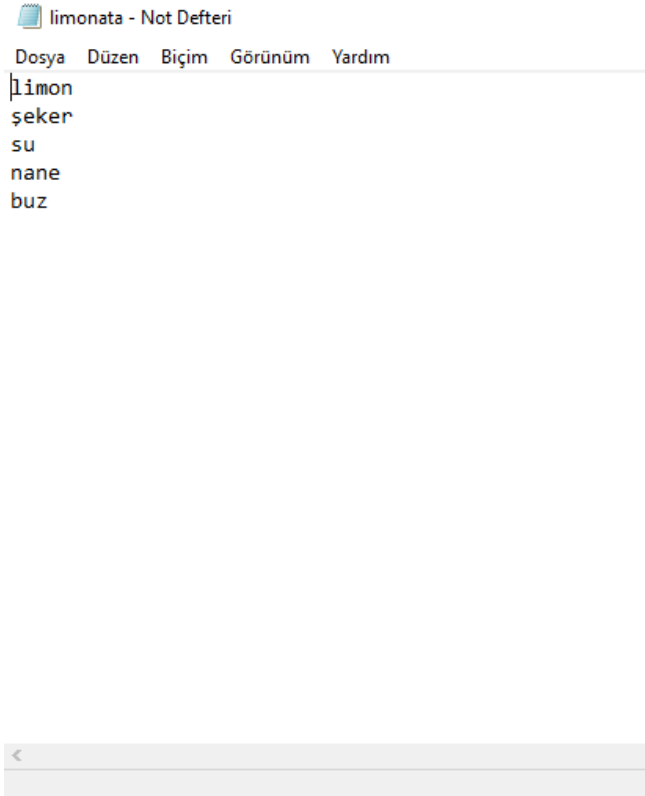 limonata - Not Defteri
Dosya Düzen Biçim Görünüm Yardım
limon
şeker
su
nane
buz